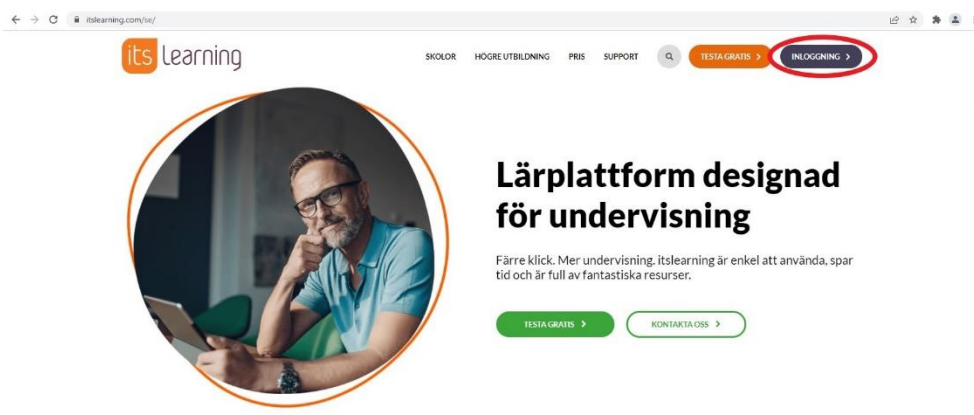 itslearning.com/se/
its Learning
SKOLOR HÖGRE UTBILDNING PRIS SUPPORT TESTA GRATIS INLOGGNING
Lärplattform designad
för undervisning
Färre klick. Mer undervisning. itslearning är enkel att använda, spar
tid och är full av fantastiska resurser.
TESTA GRATIS KONTAKTA OSS